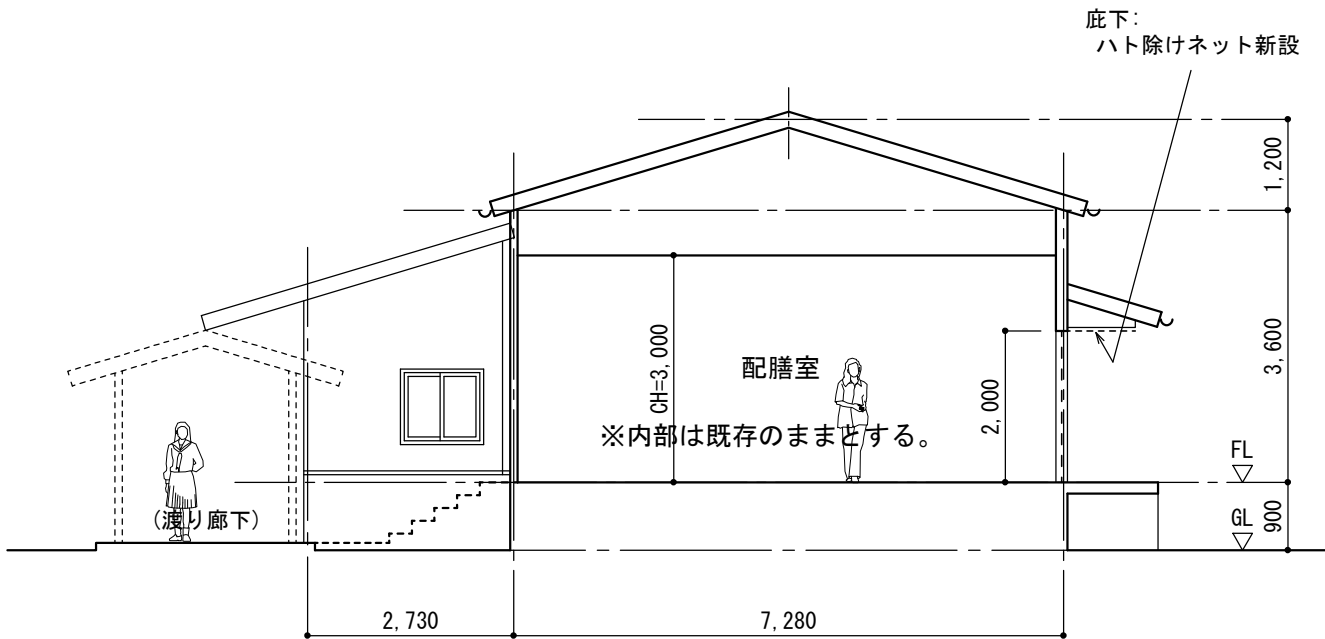 庇下:
ハト除けネット新設
1,200
3,600
CH=3,000
配膳室
2,000
※内部は既存のままとする。
FL
(渡り廊下)
GL
900
2,730
7,280